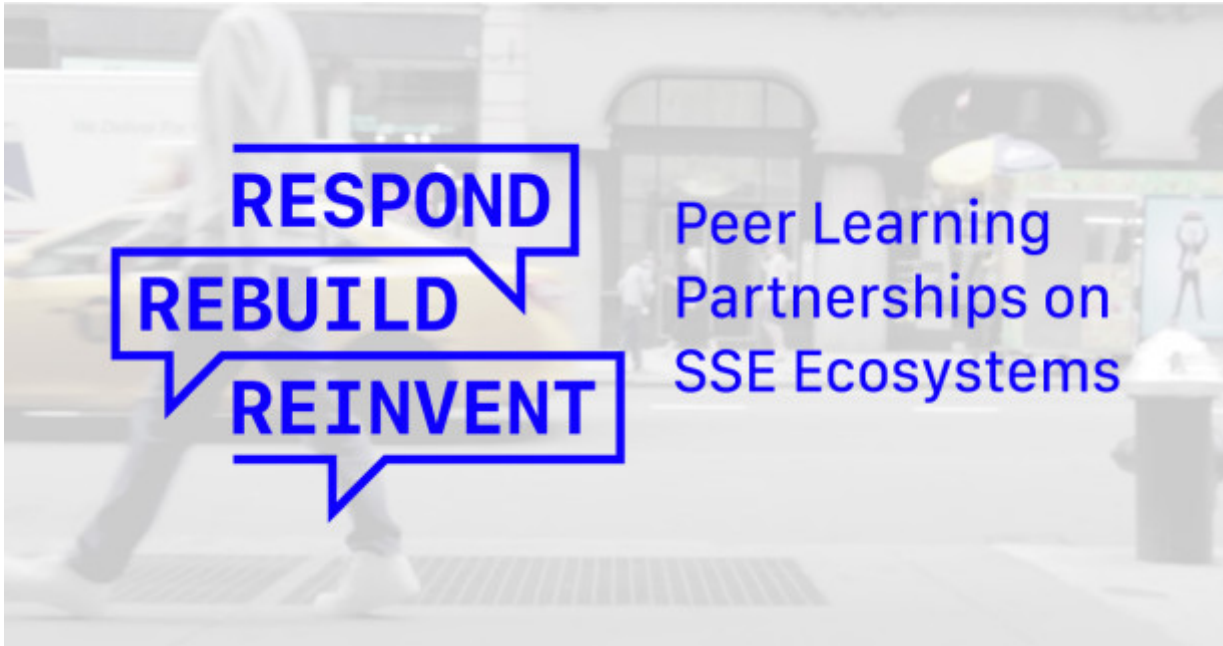 RESPOND
REBUILD
REINVENT
Peer Learning
Partnerships on
SSE Ecosystems